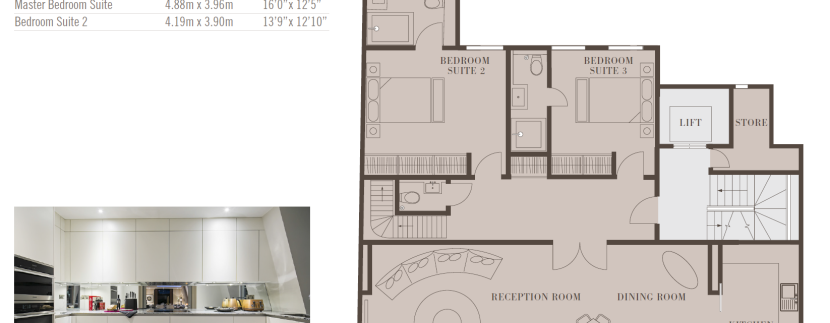 Master Bedroom Suite 4.88m x 3.96m 16'0" x 12'5"
Bedroom Suite 2 4.19m x 3.90m 13'9" x 12'10"
BEDROOM
SUITE 2
BEDROOM
SUITE 3
LIFT
STORE
RECEPTION ROOM
DINING ROOM
KITCHEN